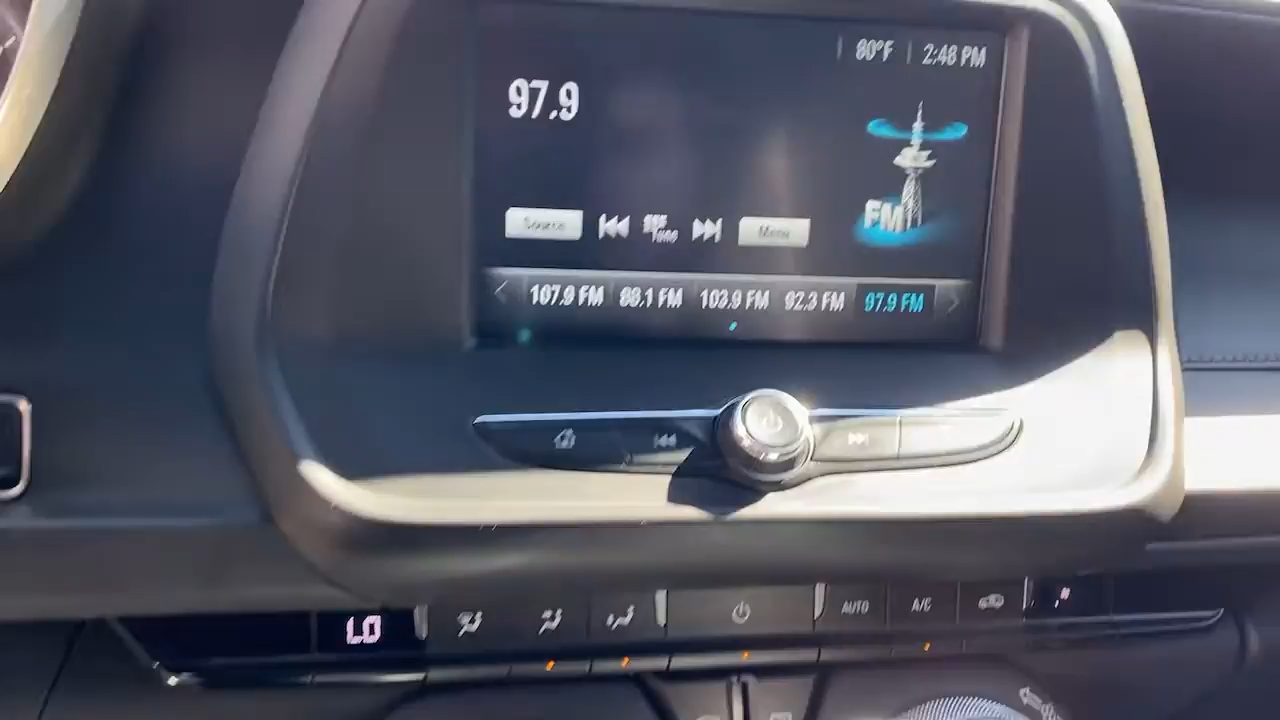 80°F 2:48 PM
97.9
Source TUNE Menu
FM
107.9 FM 88.1 FM 103.9 FM 92.3 FM 97.9 FM
LO AUTO A/C